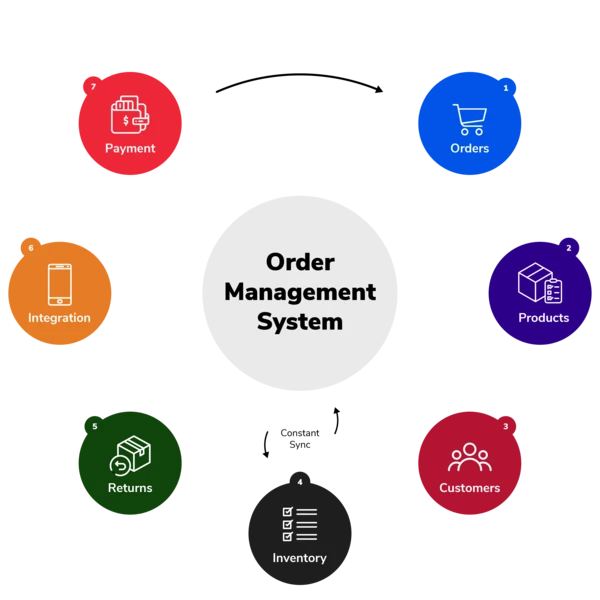 7
Payment
1
Orders
Order
Management
System
6
Integration
2
Products
Constant
Sync
5
Returns
3
Customers
4
Inventory
$